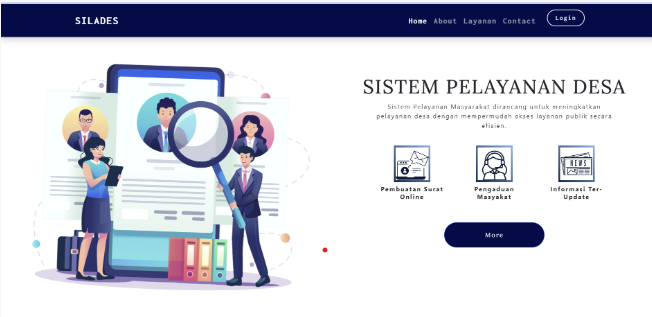 SILADES
Home About Layanan Contact Login
SISTEM PELAYANAN DESA
Sistem Pelayanan Masyarakat dirancang untuk meningkatkan
pelayanan desa dengan mempermudah akses layanan publik secara
efisien.
NEWS
Pembuatan Surat
Online
Pengaduan
Masyakat
Informasi Ter-
Update
More